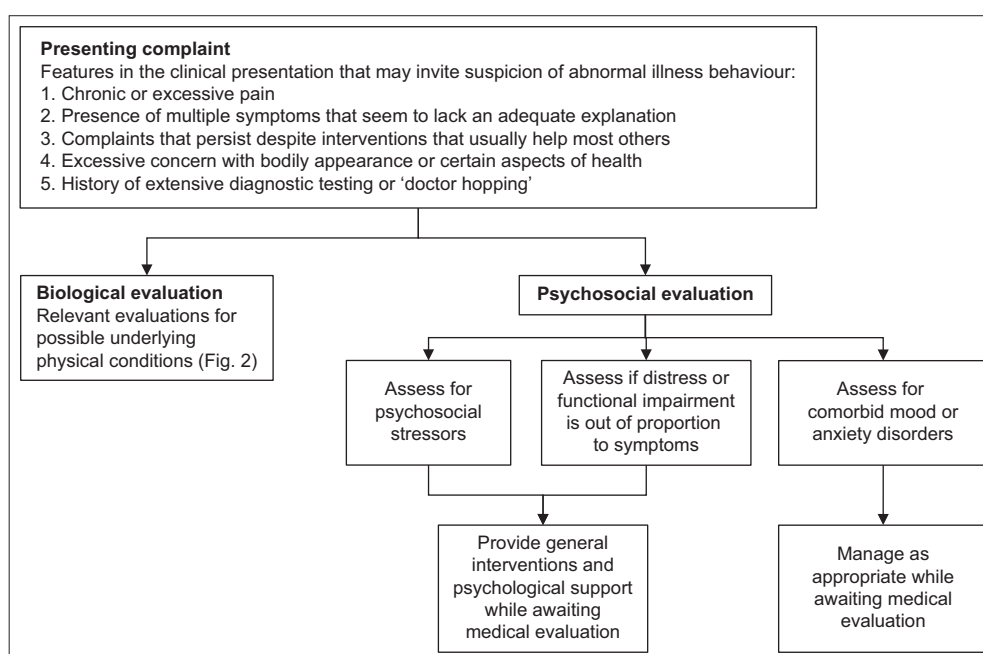 Presenting complaint
Features in the clinical presentation that may invite suspicion of abnormal illness behaviour:
1. Chronic or excessive pain
2. Presence of multiple symptoms that seem to lack an adequate explanation
3. Complaints that persist despite interventions that usually help most others
4. Excessive concern with bodily appearance or certain aspects of health
5. History of extensive diagnostic testing or ‘doctor hopping’
Biological evaluation
Relevant evaluations for
possible underlying
physical conditions (Fig. 2)
Psychosocial evaluation
Assess for
psychosocial
stressors
Assess if distress or
functional impairment
is out of proportion
to symptoms
Assess for
comorbid mood or
anxiety disorders
Provide general
interventions and
psychological support
while awaiting
medical evaluation
Manage as
appropriate while
awaiting medical
evaluation